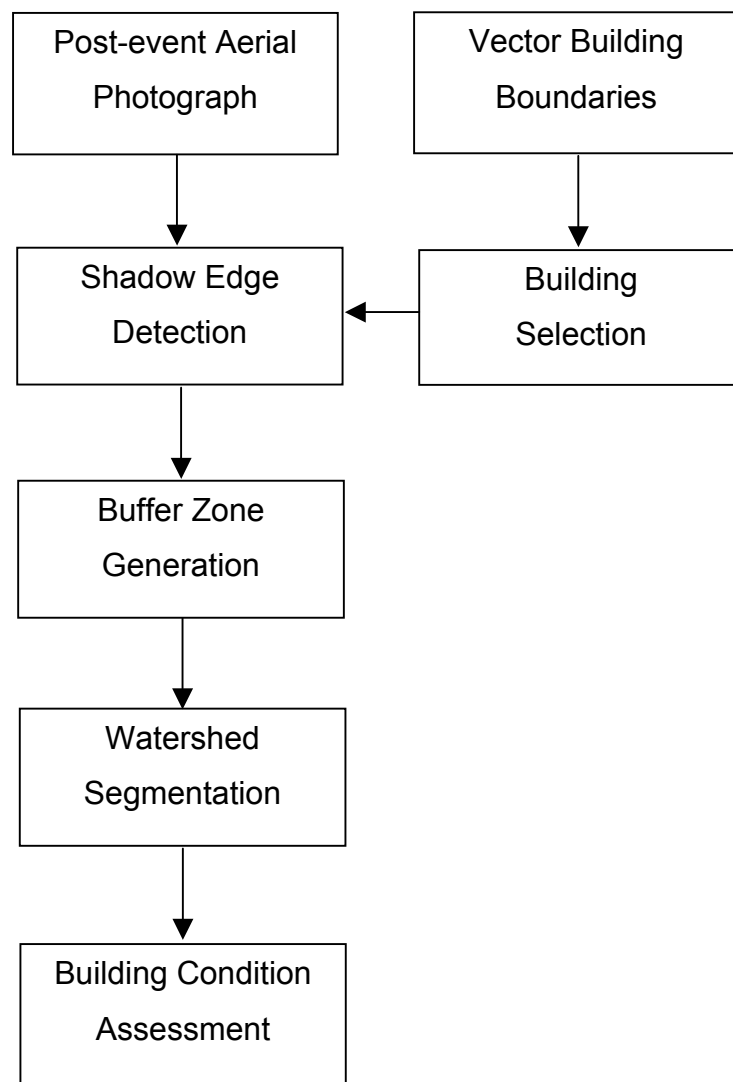 Post-event Aerial
Photograph
Vector Building
Boundaries
Shadow Edge
Detection
Building
Selection
Buffer Zone
Generation
Watershed
Segmentation
Building Condition
Assessment